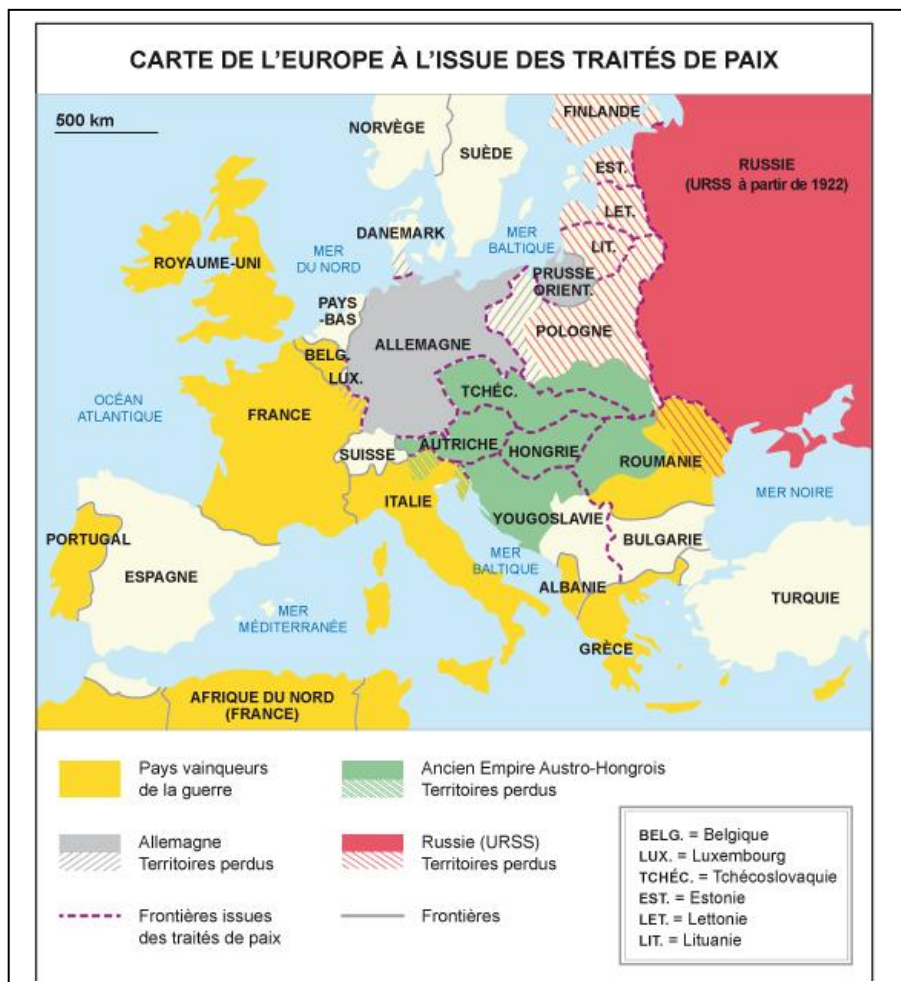 CARTE DE L'EUROPE À L'ISSUE DES TRAITÉS DE PAIX
500 km
FINLANDE
NORVÈGE
SUÈDE
RUSSIE
(URSS à partir de 1922)
EST.
LET.
DANEMARK
MER
BALTIQUE
LIT.
MER
DU NORD
ROYAUME-UNI
PRUSSE
ORIENT.
PAYS
-BAS
POLOGNE
ALLEMAGNE
BELG.
LUX.
TCHÉC.
OCÉAN
ATLANTIQUE
FRANCE
AUTRICHE
HONGRIE
SUISSE
ROUMANIE
ITALIE
MER NOIRE
YOUGOSLAVIE
BULGARIE
PORTUGAL
ESPAGNE
MER
BALTIQUE
ALBANIE
TURQUIE
MER
MÉDITERRANÉE
GRÈCE
AFRIQUE DU NORD
(FRANCE)
Pays vainqueurs
de la guerre
Ancien Empire Austro-Hongrois
Territoires perdus
Allemagne
Territoires perdus
Russie (URSS)
Territoires perdus
Frontières issues
des traités de paix
Frontières
BELG. = Belgique
LUX. = Luxembourg
TCHÉC. = Tchécoslovaquie
EST. = Estonie
LET. = Lettonie
LIT. = Lituanie